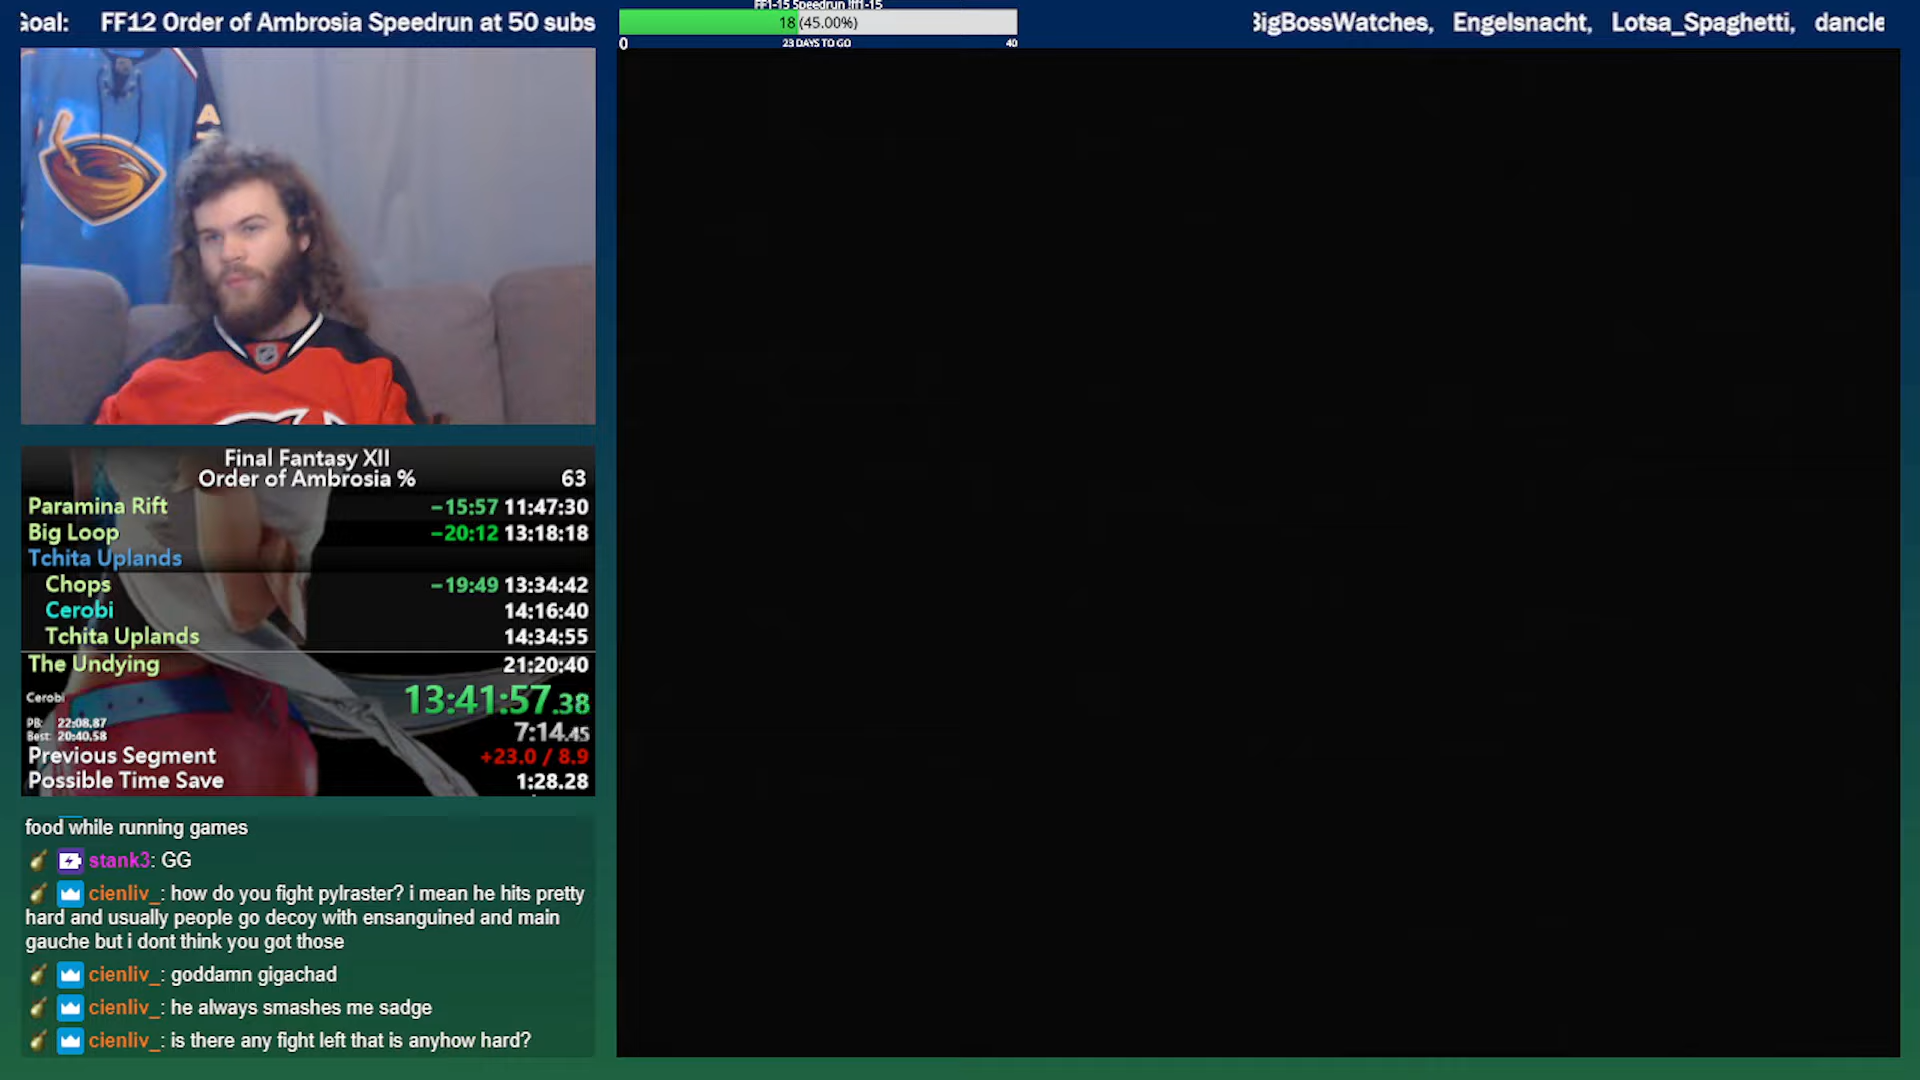 Goal: FF12 Order of Ambrosia Speedrun at 50 subs
FF1-15 Speedrun !ff1-15
18 (45.00%)
0 23 DAYS TO GO 40
BigBossWatches, Engelsnacht, Lotsa_Spaghetti, dancle
A
Final Fantasy XII
Order of Ambrosia % 63
Paramina Rift −15:57 11:47:30
Big Loop −20:12 13:18:18
Tchita Uplands
Chops −19:49 13:34:42
Cerobi 14:16:40
Tchita Uplands 14:34:55
The Undying 21:20:40
Cerobi 13:41:57.38
PB: 22:08.87
Best: 20:40.58 7:14.45
Previous Segment +23.0 / 8.9
Possible Time Save 1:28.28
food while running games
stank3: GG
cienliv_: how do you fight pylraster? i mean he hits pretty
hard and usually people go decoy with ensanguined and main
gauche but i dont think you got those
cienliv_: goddamn gigachad
cienliv_: he always smashes me sadge
cienliv_: is there any fight left that is anyhow hard?